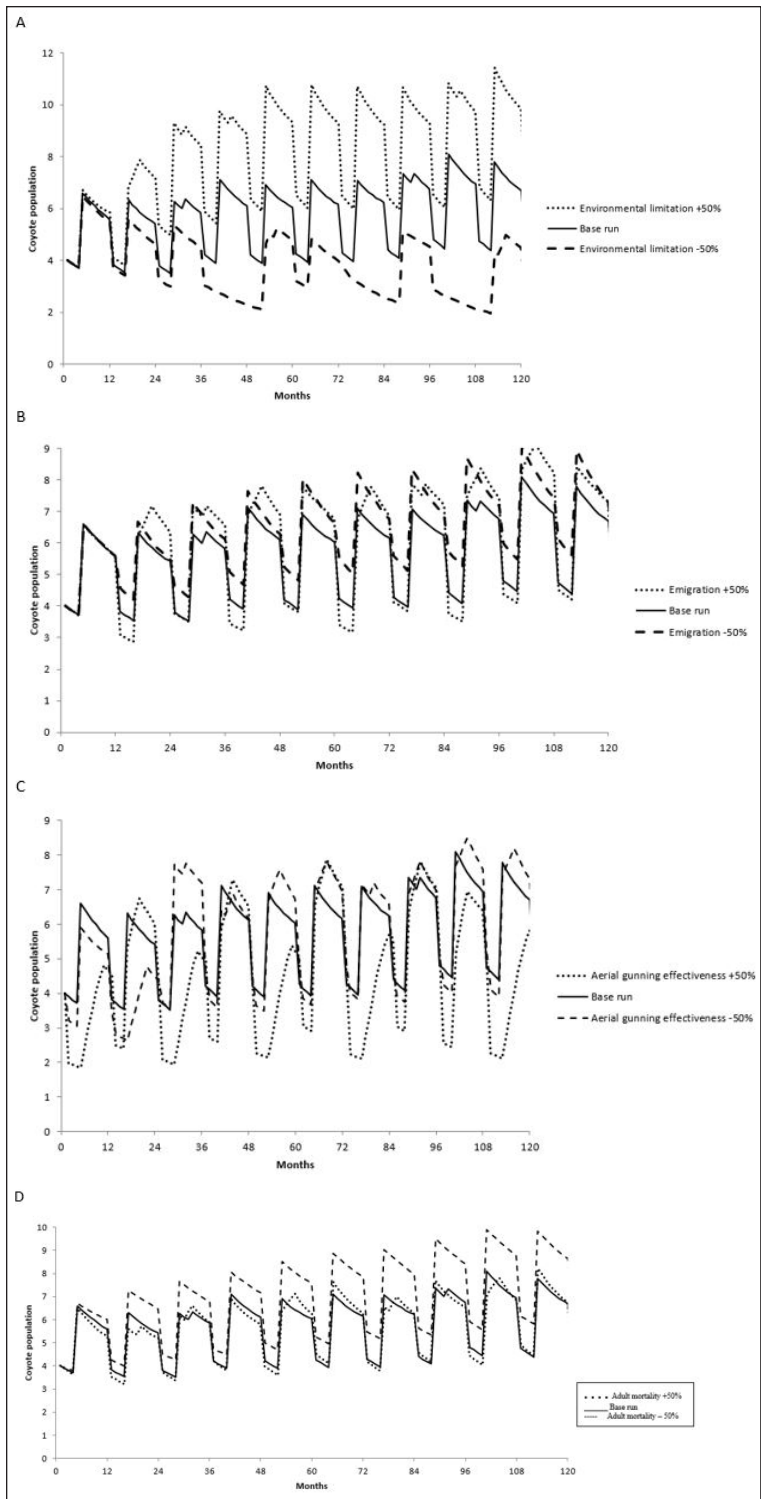 A
12
10
8
6
4
2
0
Coyote population
0 12 24 36 48 60 72 84 96 108 120
Months
Environmental limitation +50%
Base run
Environmental limitation -50%
B
9
8
7
6
5
4
3
2
1
0
Coyote population
0 12 24 36 48 60 72 84 96 108 120
Months
Emigration +50%
Base run
Emigration -50%
C
9
8
7
6
5
4
3
2
1
0
Coyote population
0 12 24 36 48 60 72 84 96 108 120
Months
Aerial gunning effectiveness +50%
Base run
Aerial gunning effectiveness -50%
D
10
9
8
7
6
5
4
3
2
1
0
Coyote population
0 12 24 36 48 60 72 84 96 108 120
Months
Adult mortality +50%
Base run
Adult mortality – 50%